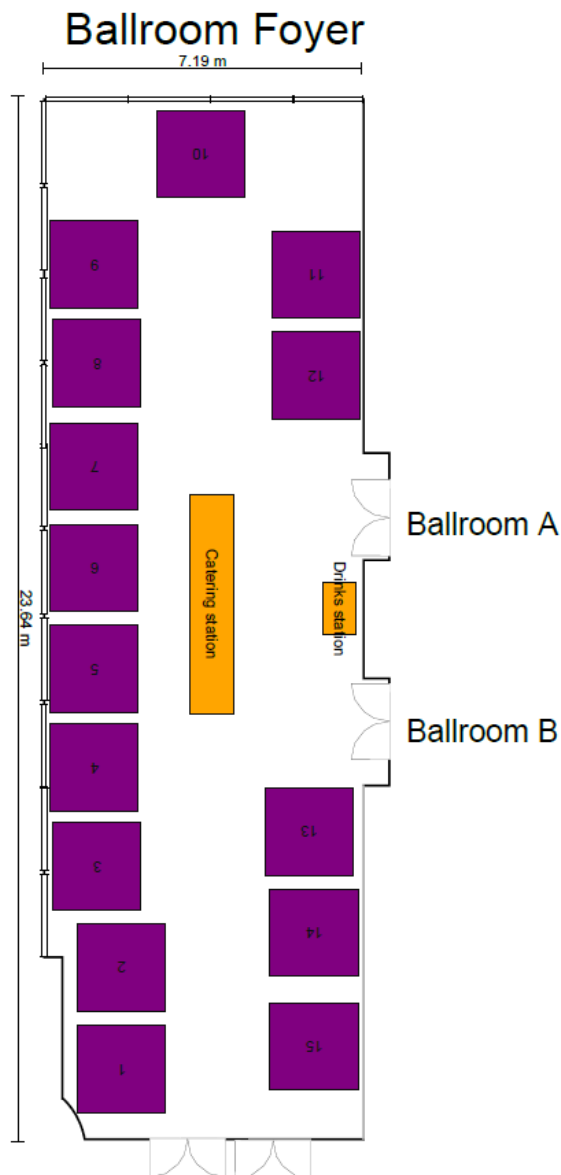 Ballroom Foyer
7.19 m
10
9
11
8
12
7
Ballroom A
6
Catering station
Drinks station
23.64 m
5
Ballroom B
4
13
3
14
2
15
1